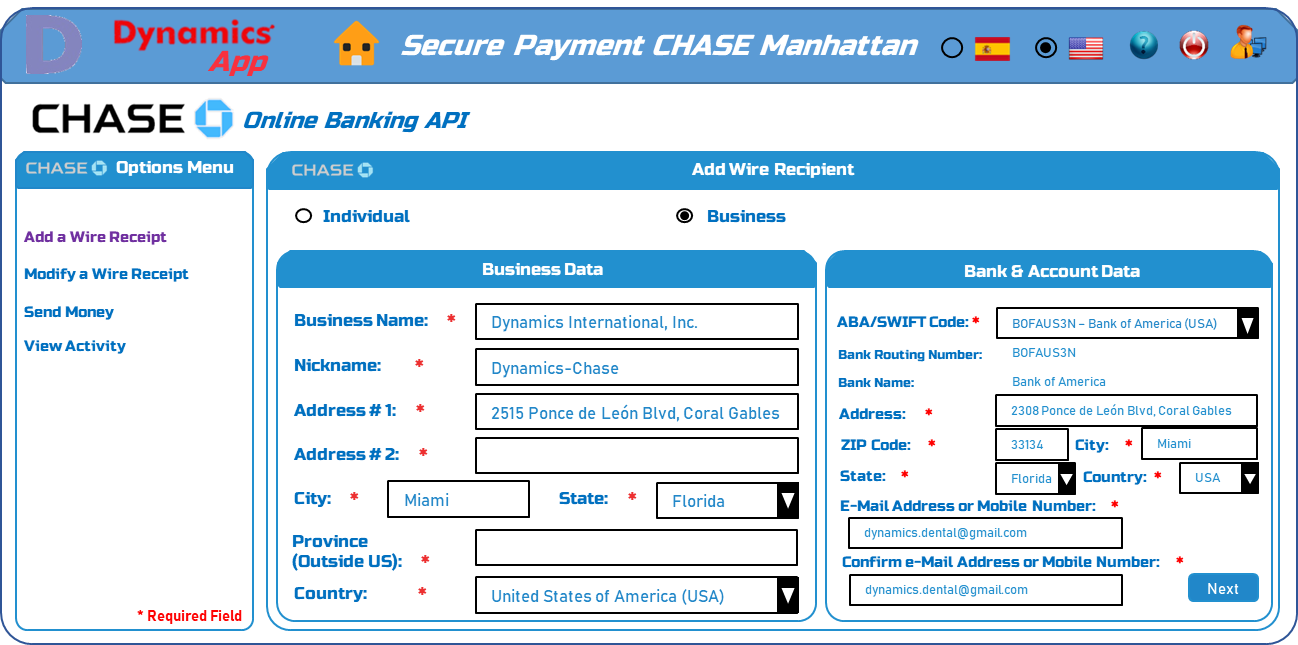 D
Dynamics
App
Secure Payment CHASE Manhattan
?
CHASE Online Banking API
CHASE Options Menu
Add a Wire Receipt
Modify a Wire Receipt
Send Money
View Activity
* Required Field
CHASE Add Wire Recipient
Individual Business
Business Data
Business Name: * Dynamics International, Inc.
Nickname: * Dynamics-Chase
Address # 1: * 2515 Ponce de León Blvd, Coral Gables
Address # 2: *
City: * Miami State: * Florida
Province
(Outside US): *
Country: * United States of America (USA)
Bank & Account Data
ABA/SWIFT Code: * BOFAUS3N – Bank of America (USA)
Bank Routing Number: BOFAUS3N
Bank Name: Bank of America
Address: * 2308 Ponce de León Blvd, Coral Gables
ZIP Code: * 33134 City: * Miami
State: * Florida Country: * USA
E-Mail Address or Mobile Number: *
dynamics.dental@gmail.com
Confirm e-Mail Address or Mobile Number: *
dynamics.dental@gmail.com
Next